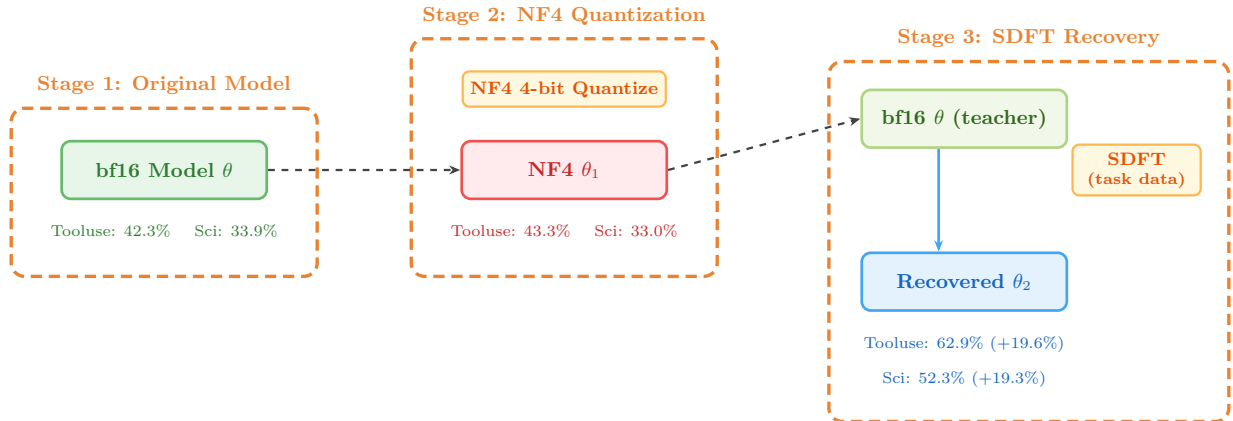 Stage 1: Original Model
bf16 Model θ
Tooluse: 42.3% Sci: 33.9%
Stage 2: NF4 Quantization
NF4 4-bit Quantize
NF4 θ₁
Tooluse: 43.3% Sci: 33.0%
Stage 3: SDFT Recovery
bf16 θ (teacher)
SDFT
(task data)
Recovered θ₂
Tooluse: 62.9% (+19.6%)
Sci: 52.3% (+19.3%)